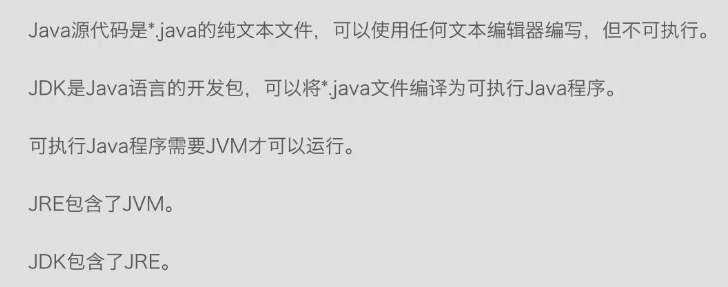 Java源代码是*.java的纯文本文件，可以使用任何文本编辑器编写，但不可执行。
JDK是Java语言的开发包，可以将*.java文件编译为可执行Java程序。
可执行Java程序需要JVM才可以运行。
JRE包含了JVM。
JDK包含了JRE。